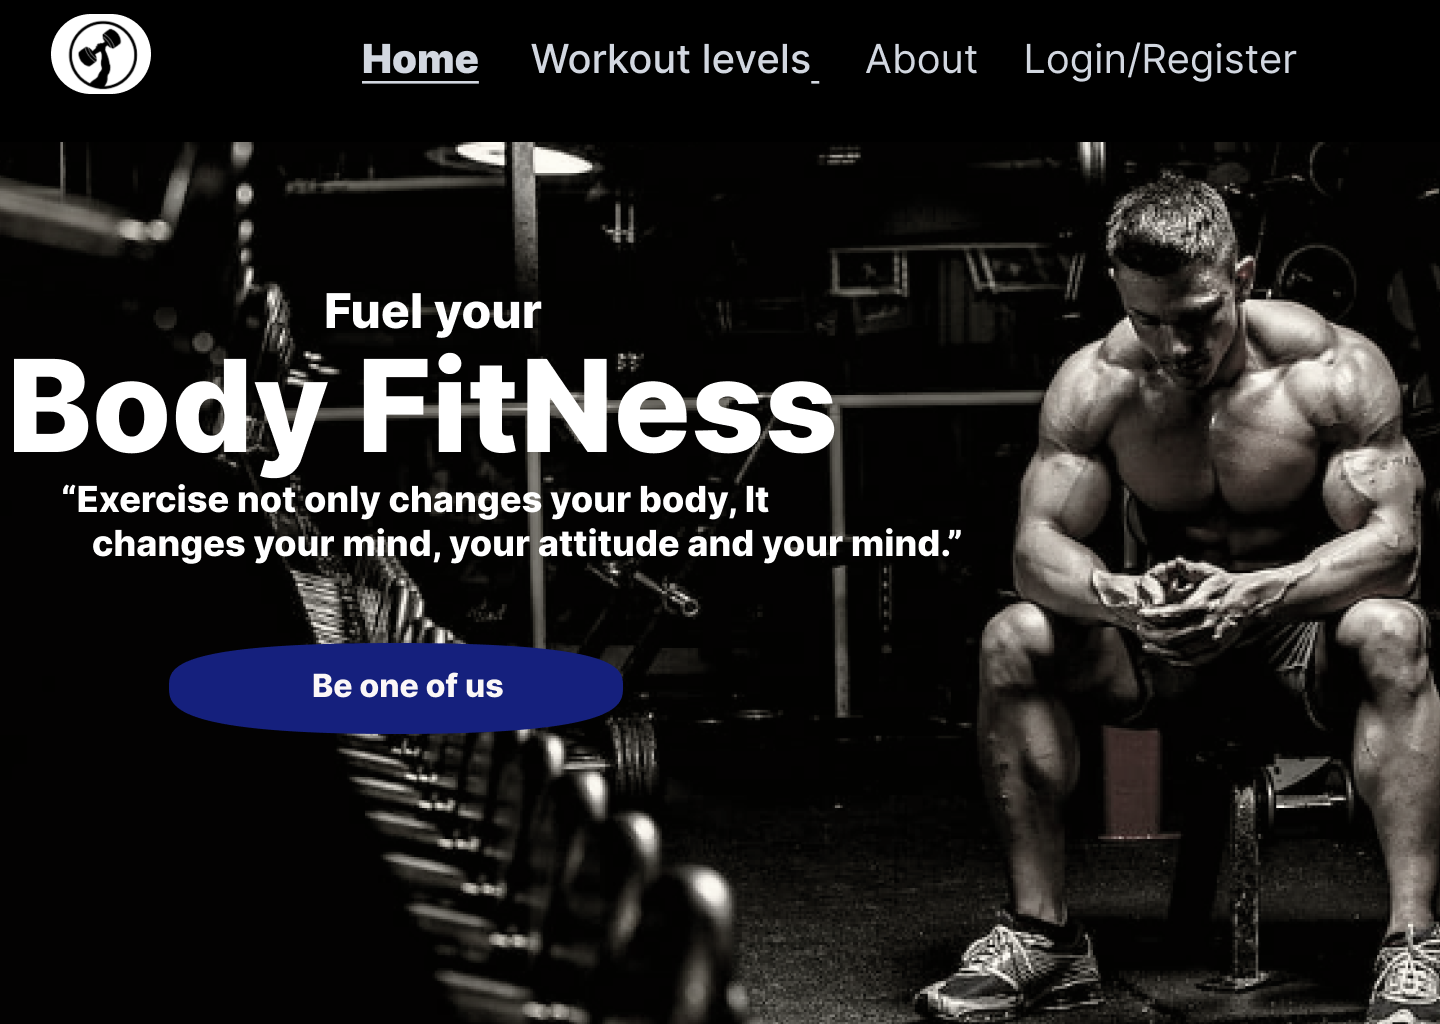 Home Workout levels About Login/Register
Fuel your
Body FitNess
“Exercise not only changes your body, It
changes your mind, your attitude and your mind.”
Be one of us